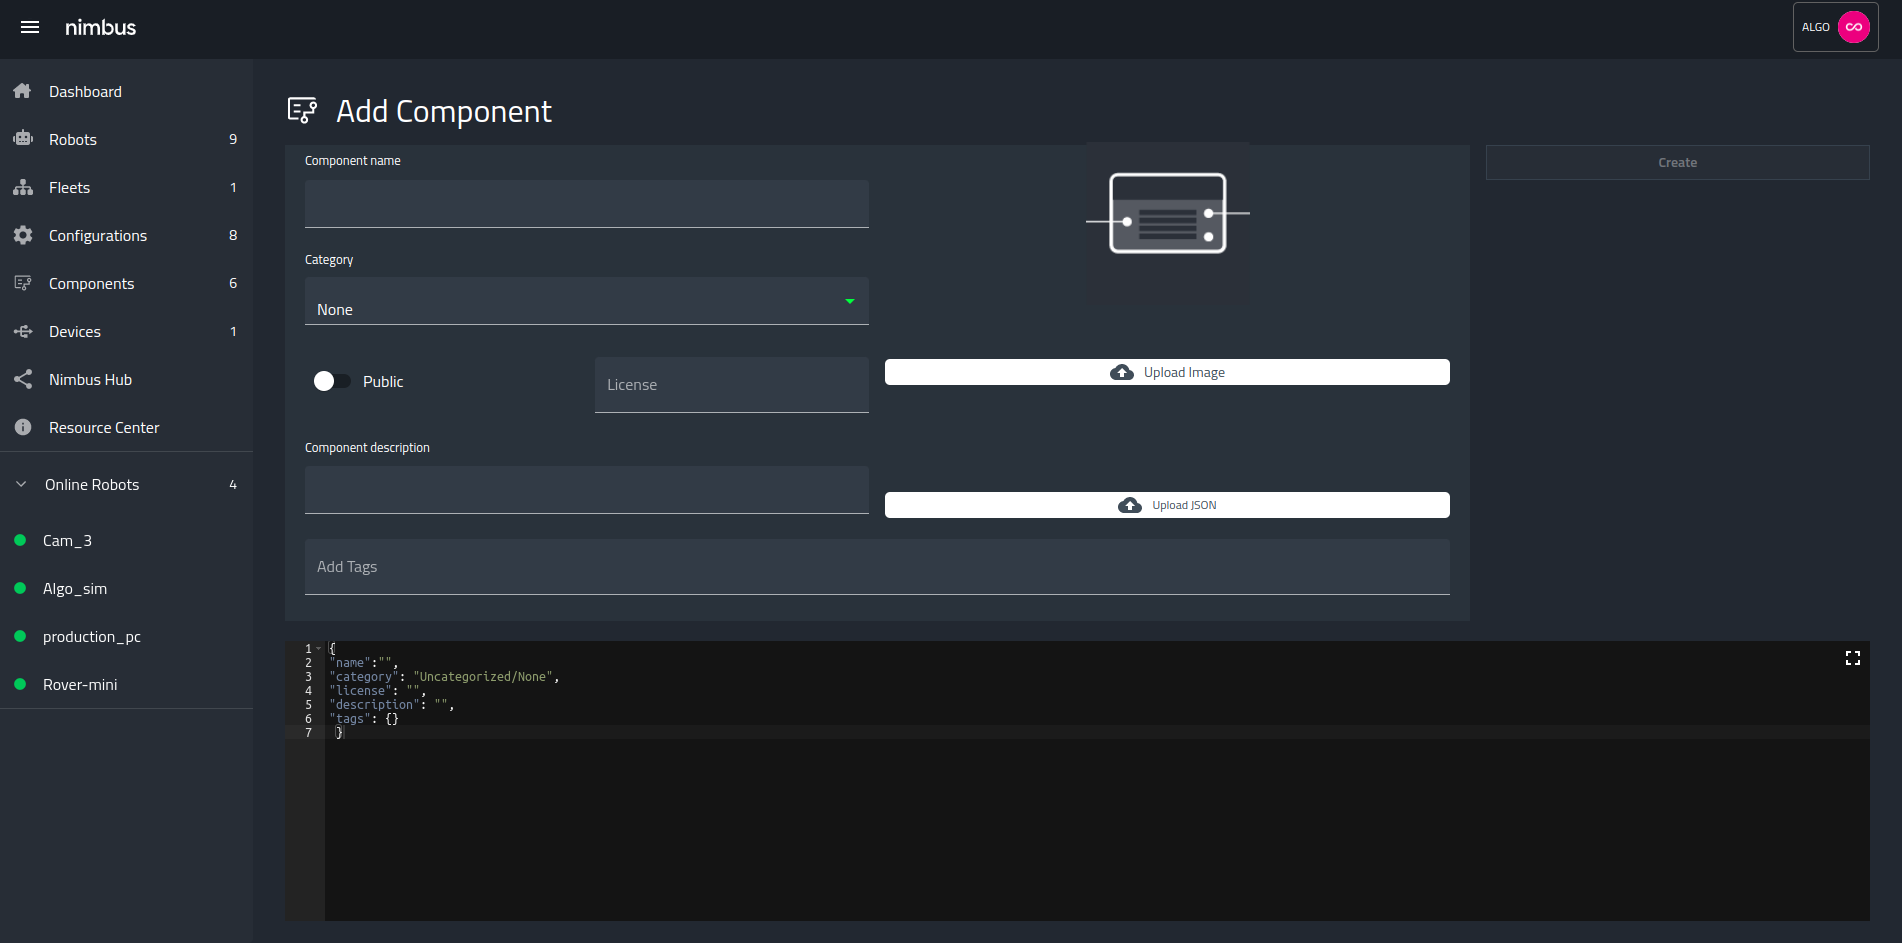 nimbus
ALGO
Dashboard
Robots 9
Fleets 1
Configurations 8
Components 6
Devices 1
Nimbus Hub
Resource Center
Online Robots 4
Cam_3
Algo_sim
production_pc
Rover-mini
Add Component
Component name
Category
None
Public
License
Upload Image
Component description
Upload JSON
Add Tags
Create
1 {
2 "name":"",
3 "category": "Uncategorized/None",
4 "license": "",
5 "description": "",
6 "tags": {}
7 }